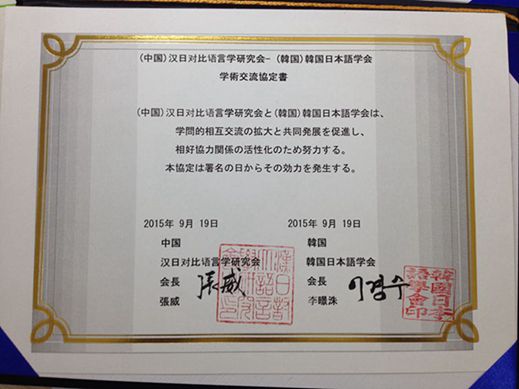 (中国)汉日对比语言学研究会-(韓国)韓国日本語学会
学術交流協定書
(中国)汉日对比语言学研究会と(韓国)韓国日本語学会は、
学問的相互交流の拡大と共同発展を促進し、
相好協力関係の活性化のため努力する。
本協定は署名の日からその効力を発生する。
2015年 9月 19日 2015年 9月 19日
中国 韓国
汉日对比语言学研究会 韓国日本語学会
会長 張威 会長 이경수
張威 李暻洙